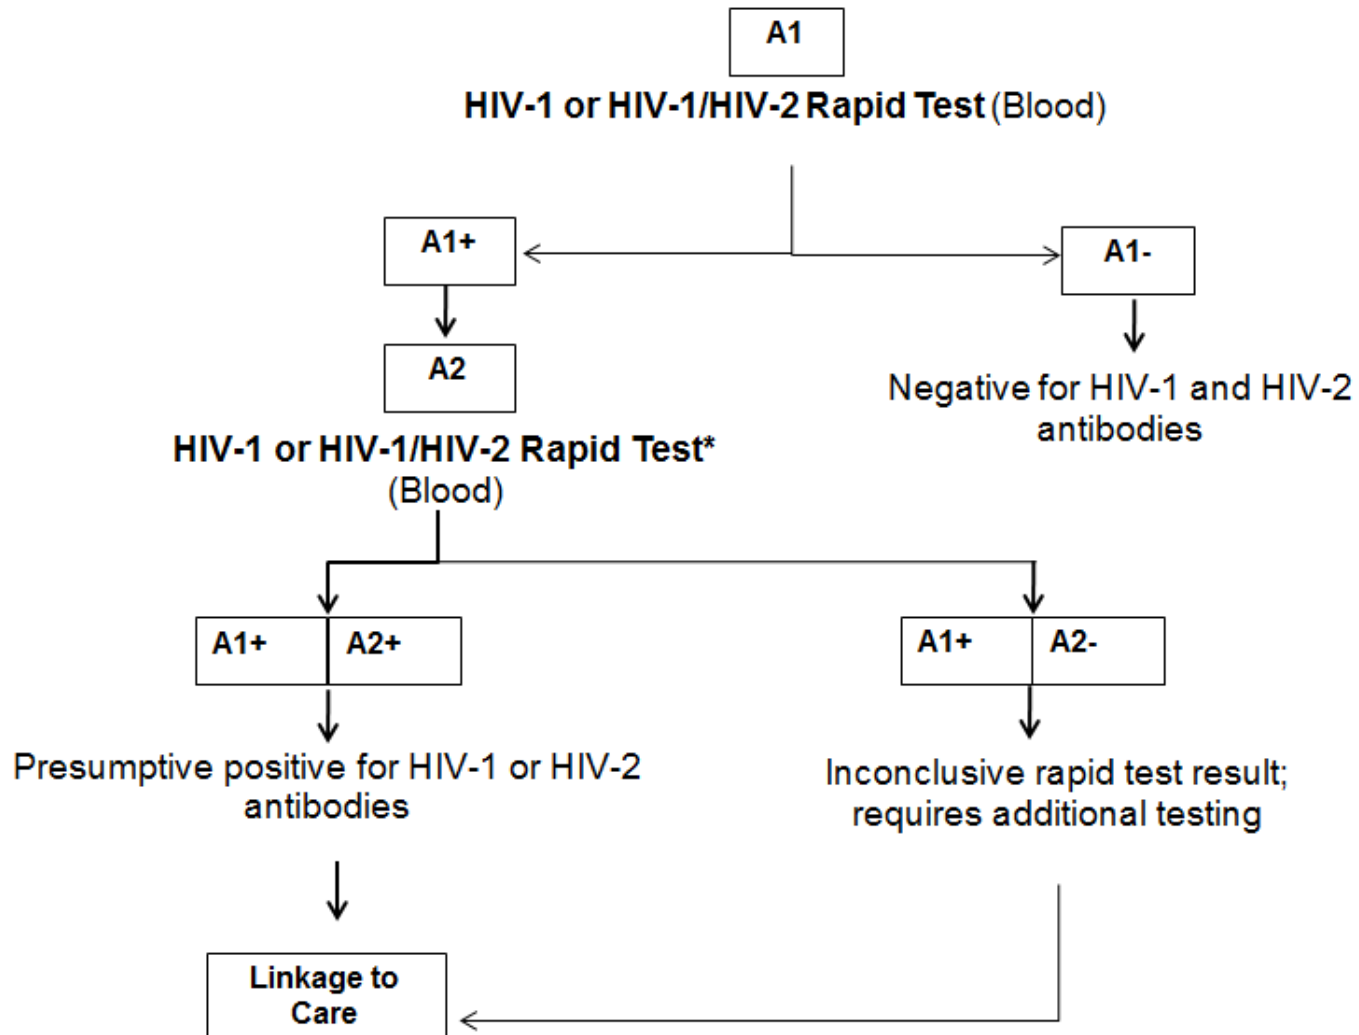 A1
HIV-1 or HIV-1/HIV-2 Rapid Test (Blood)
A1+
A1-
A2
Negative for HIV-1 and HIV-2
antibodies
HIV-1 or HIV-1/HIV-2 Rapid Test*
(Blood)
A1+ A2+
A1+ A2-
Presumptive positive for HIV-1 or HIV-2
antibodies
Inconclusive rapid test result;
requires additional testing
Linkage to
Care